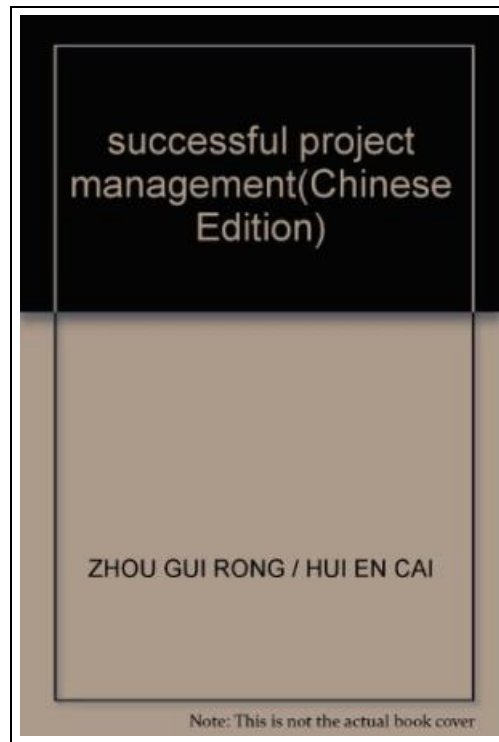 successful project
management(Chinese
Edition)
ZHOU GUI RONG / HUI EN CAI
Note: This is not the actual book cover